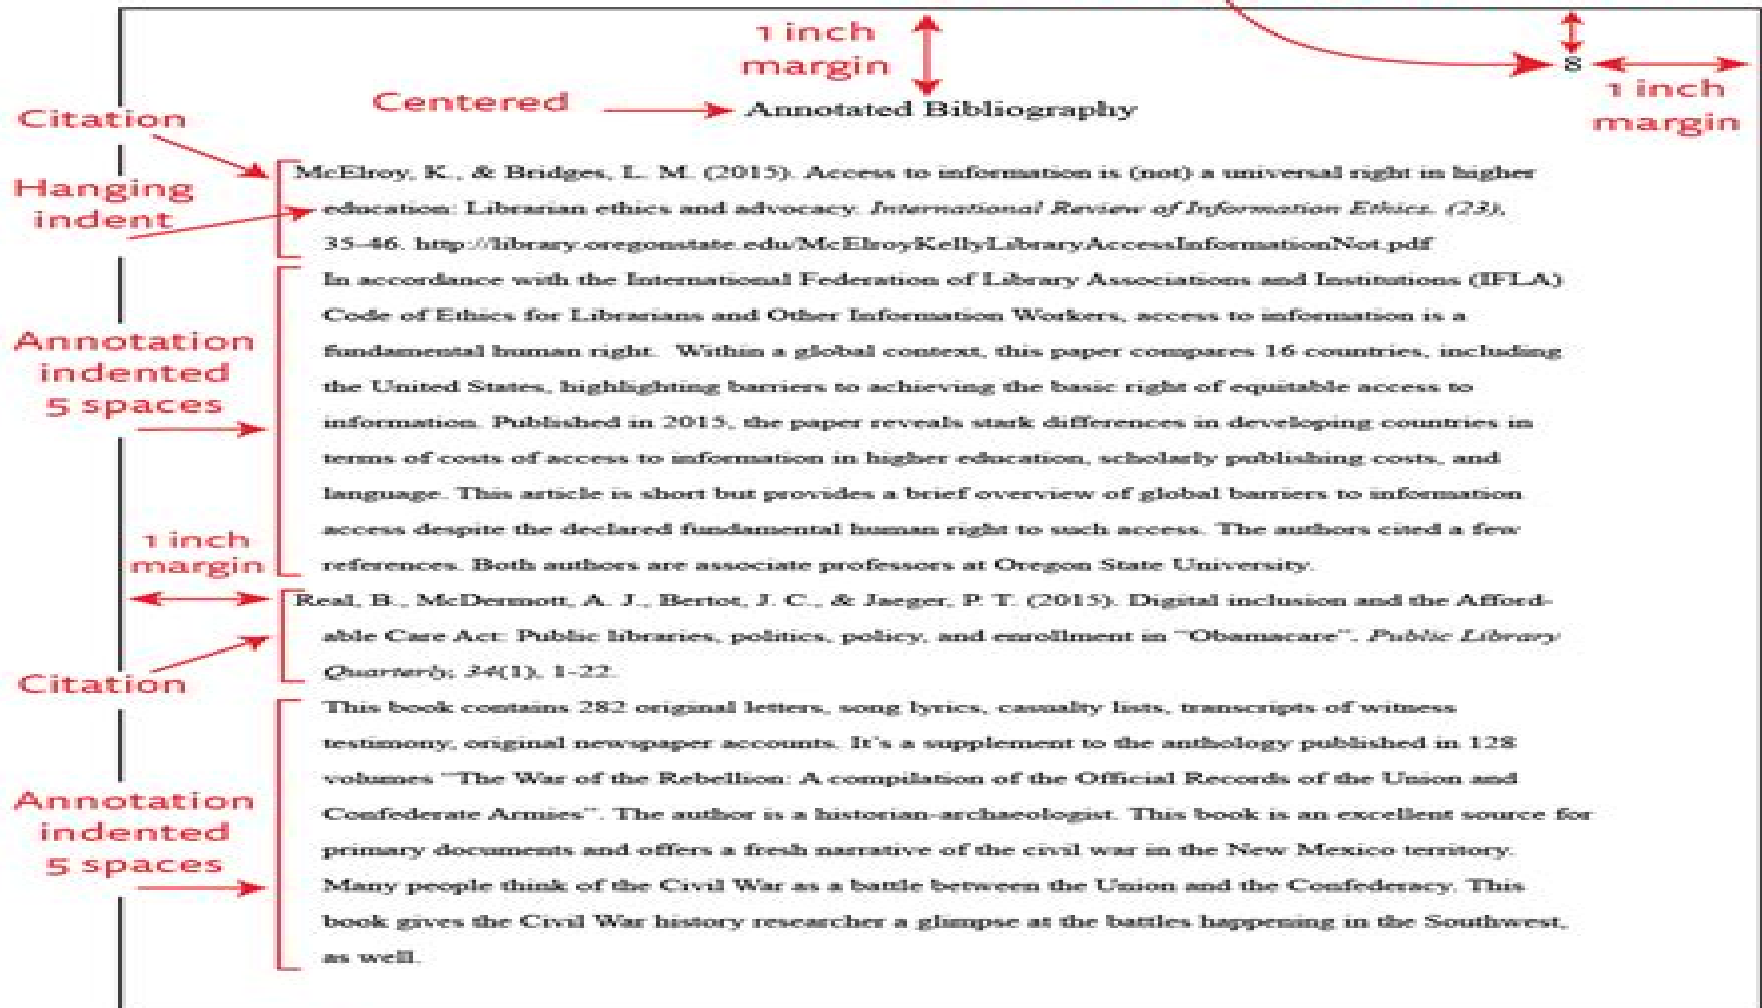 1 inch
margin
8
1 inch
margin
Centered
Annotated Bibliography
Citation
Hanging
indent
McElroy, K., & Bridges, L. M. (2015). Access to information is (not) a universal right in higher
education: Librarian ethics and advocacy. International Review of Information Ethics. (23),
35-46. http://library.oregonstate.edu/McElroyKellyLibraryAccessInformationNot.pdf
Annotation
indented
5 spaces
In accordance with the International Federation of Library Associations and Institutions (IFLA)
Code of Ethics for Librarians and Other Information Workers, access to information is a
fundamental human right. Within a global context, this paper compares 16 countries, including
the United States, highlighting barriers to achieving the basic right of equitable access to
information. Published in 2015, the paper reveals stark differences in developing countries in
terms of costs of access to information in higher education, scholarly publishing costs, and
language. This article is short but provides a brief overview of global barriers to information
access despite the declared fundamental human right to such access. The authors cited a few
references. Both authors are associate professors at Oregon State University.
1 inch
margin
Citation
Real, B., McDermott, A. J., Bertot, J. C., & Jaeger, P. T. (2015). Digital inclusion and the Afford-
able Care Act: Public libraries, politics, policy, and enrollment in "Obamacare". Public Library
Quarterly, 34(1), 1-22.
Annotation
indented
5 spaces
This book contains 282 original letters, song lyrics, casualty lists, transcripts of witness
testimony, original newspaper accounts. It's a supplement to the anthology published in 128
volumes "The War of the Rebellion: A compilation of the Official Records of the Union and
Confederate Armies". The author is a historian-archaeologist. This book is an excellent source for
primary documents and offers a fresh narrative of the civil war in the New Mexico territory.
Many people think of the Civil War as a battle between the Union and the Confederacy. This
book gives the Civil War history researcher a glimpse at the battles happening in the Southwest,
as well.